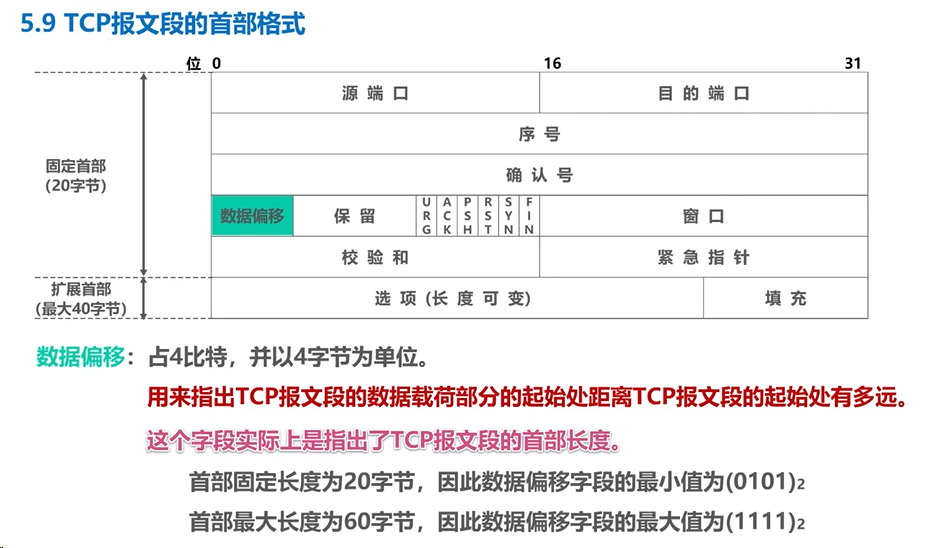 5.9 TCP报文段的首部格式
位 0 16 31
源 端 口 目 的 端 口
序 号
固定首部
(20字节)
确 认 号
数据偏移 保 留 URG ACK PSH RST SYN FIN 窗 口
校 验 和 紧 急 指 针
扩展首部
(最大40字节)
选 项 (长 度 可 变) 填 充
数据偏移：占4比特，并以4字节为单位。
用来指出TCP报文段的数据载荷部分的起始处距离TCP报文段的起始处有多远。
这个字段实际上是指出了TCP报文段的首部长度。
首部固定长度为20字节，因此数据偏移字段的最小值为(0101)₂
首部最大长度为60字节，因此数据偏移字段的最大值为(1111)₂